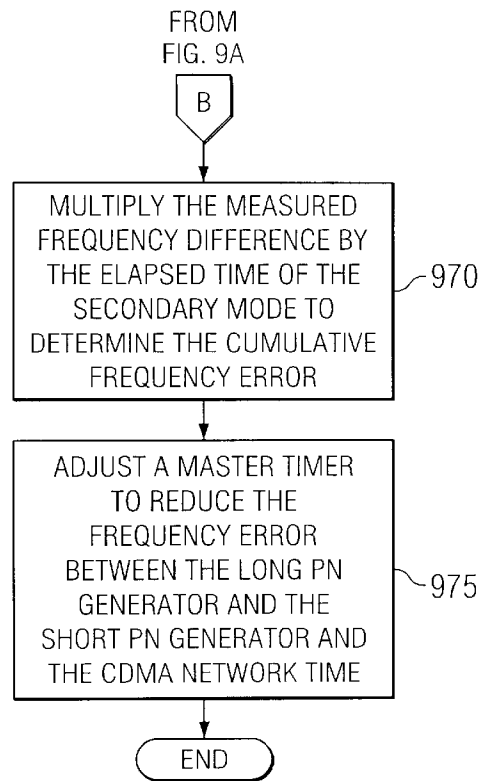 FROM
FIG. 9A
B
MULTIPLY THE MEASURED
FREQUENCY DIFFERENCE BY
THE ELAPSED TIME OF THE
SECONDARY MODE TO
DETERMINE THE CUMULATIVE
FREQUENCY ERROR
970
ADJUST A MASTER TIMER
TO REDUCE THE
FREQUENCY ERROR
BETWEEN THE LONG PN
GENERATOR AND THE
SHORT PN GENERATOR AND
THE CDMA NETWORK TIME
975
END